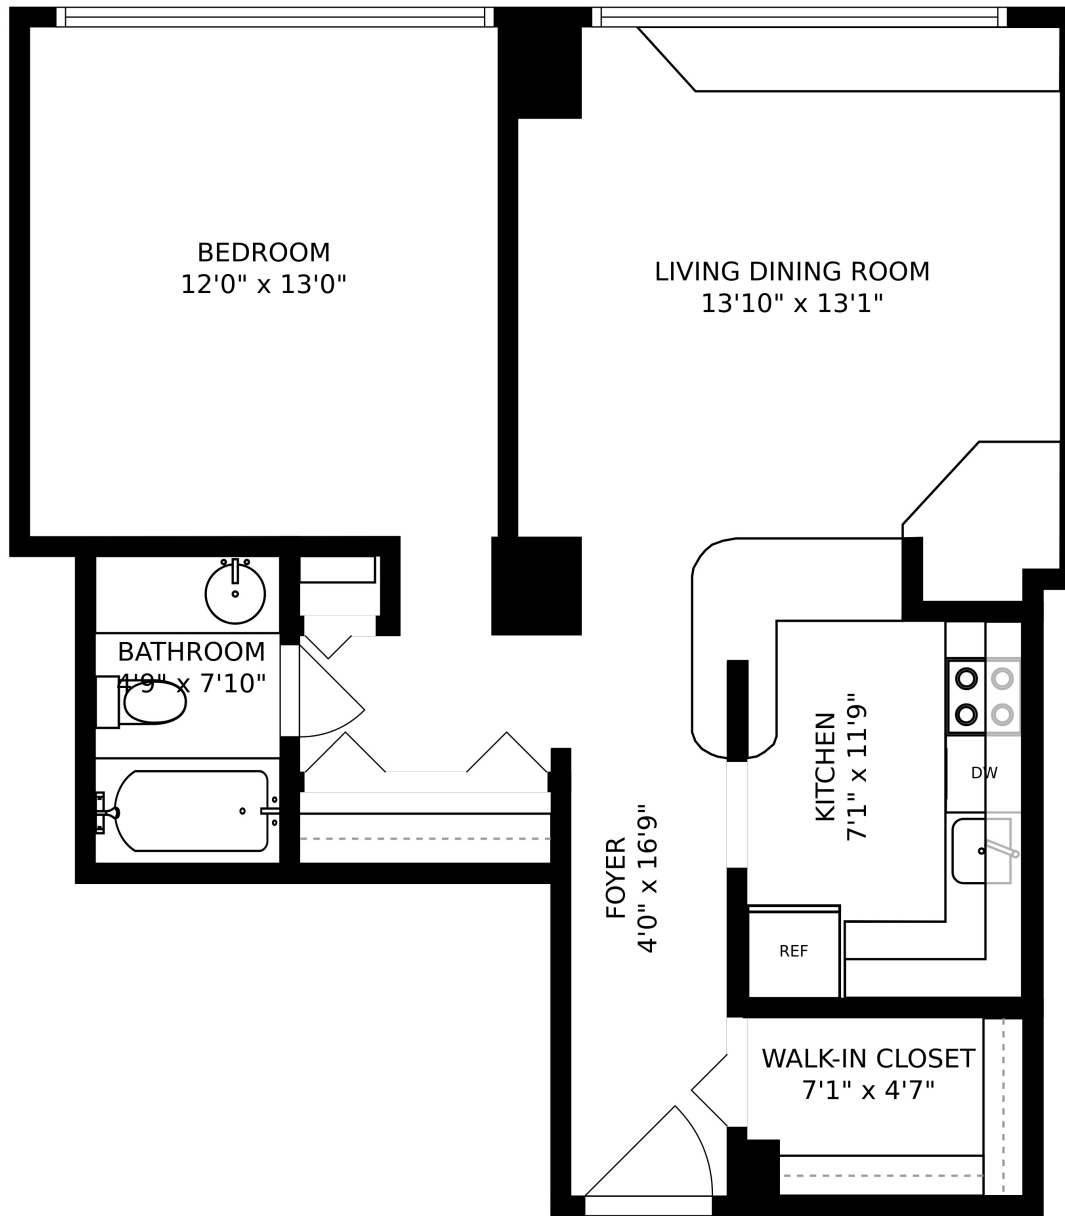 BEDROOM
12'0" x 13'0"
LIVING DINING ROOM
13'10" x 13'1"
BATHROOM
4'9" x 7'10"
KITCHEN
7'1" x 11'9"
DW
FOYER
4'0" x 16'9"
REF
WALK-IN CLOSET
7'1" x 4'7"